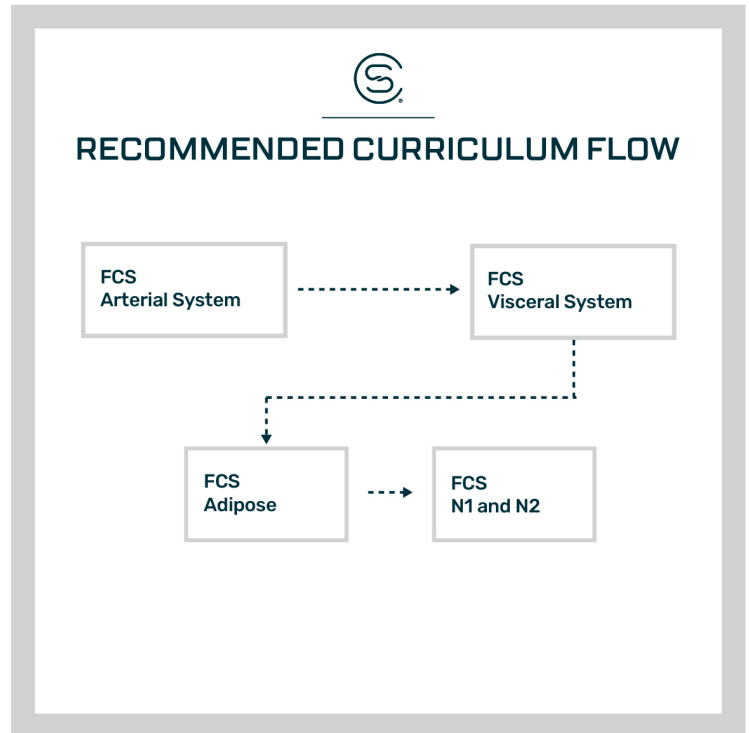 RECOMMENDED CURRICULUM FLOW
FCS
Arterial System
FCS
Visceral System
FCS
Adipose
FCS
N1 and N2